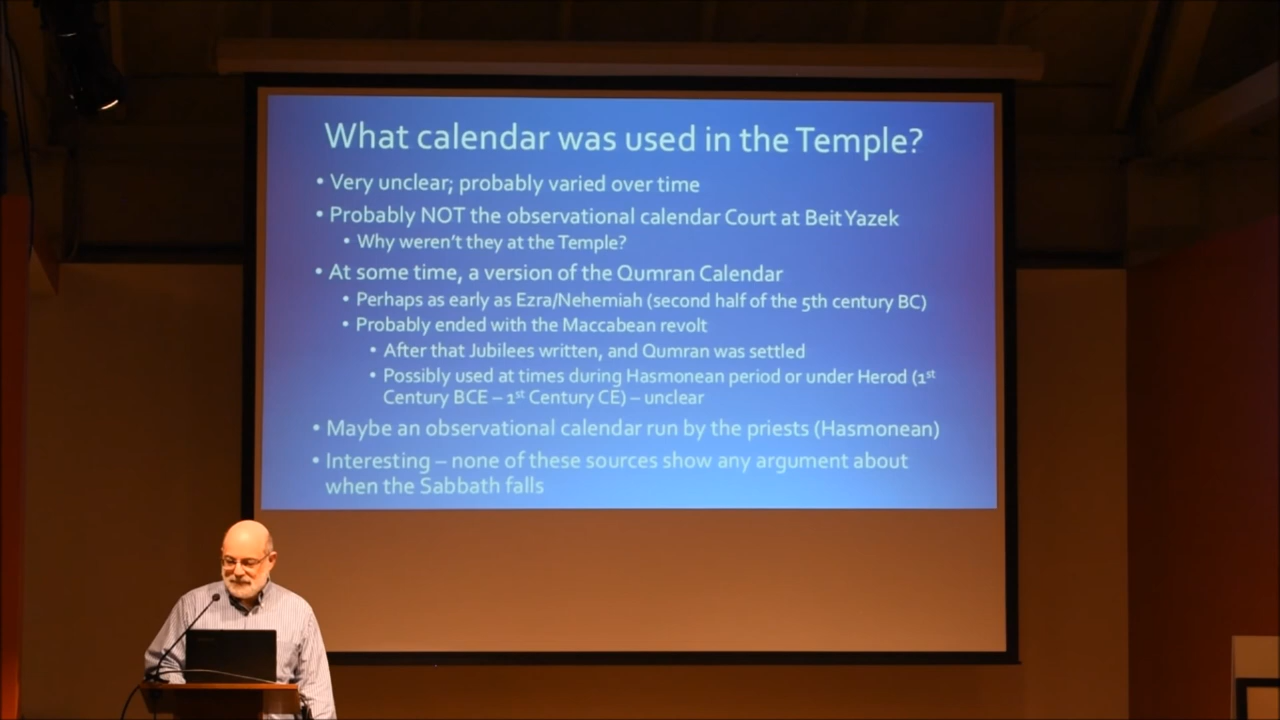 What calendar was used in the Temple?
• Very unclear; probably varied over time
• Probably NOT the observational calendar Court at Beit Yazek
• Why weren't they at the Temple?
• At some time, a version of the Qumran Calendar
• Perhaps as early as Ezra/Nehemiah (second half of the 5th century BC)
• Probably ended with the Maccabean revolt
• After that Jubilees written, and Qumran was settled
• Possibly used at times during Hasmonean period or under Herod (1st
Century BCE – 1st Century CE) – unclear
• Maybe an observational calendar run by the priests (Hasmonean)
• Interesting – none of these sources show any argument about
when the Sabbath falls